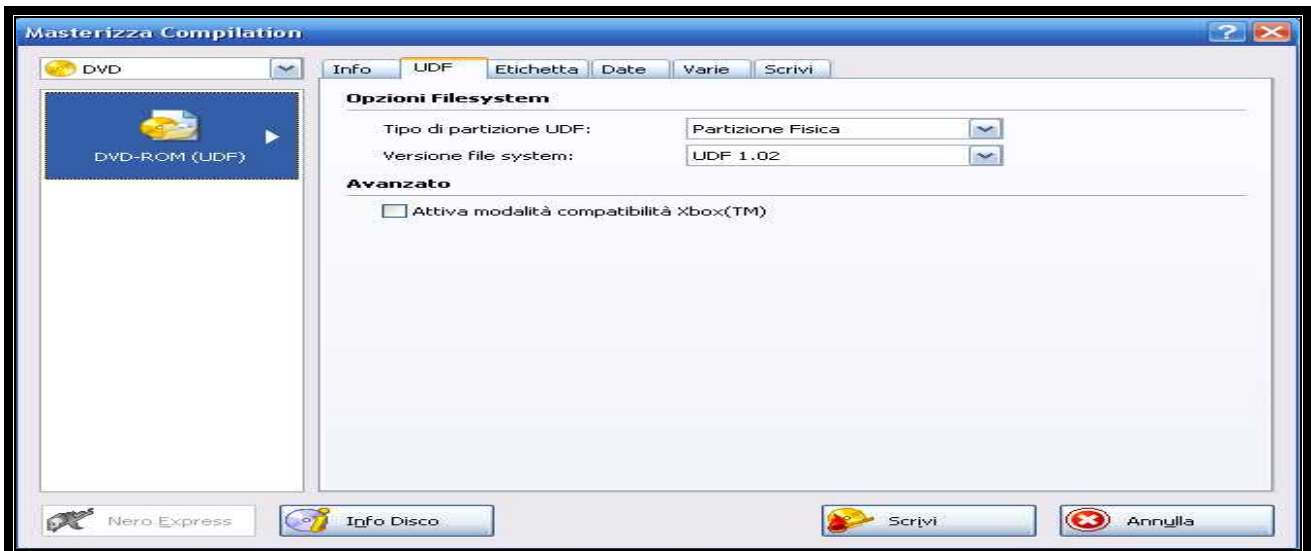 Masterizza Compilation
DVD
Info UDF Etichetta Date Varie Scrivi
DVD-ROM (UDF)
Opzioni Filesystem
Tipo di partizione UDF: Partizione Fisica
Versione file system: UDF 1.02
Avanzato
Attiva modalità compatibilità Xbox(TM)
Nero Express Info Disco Scrivi Annulla